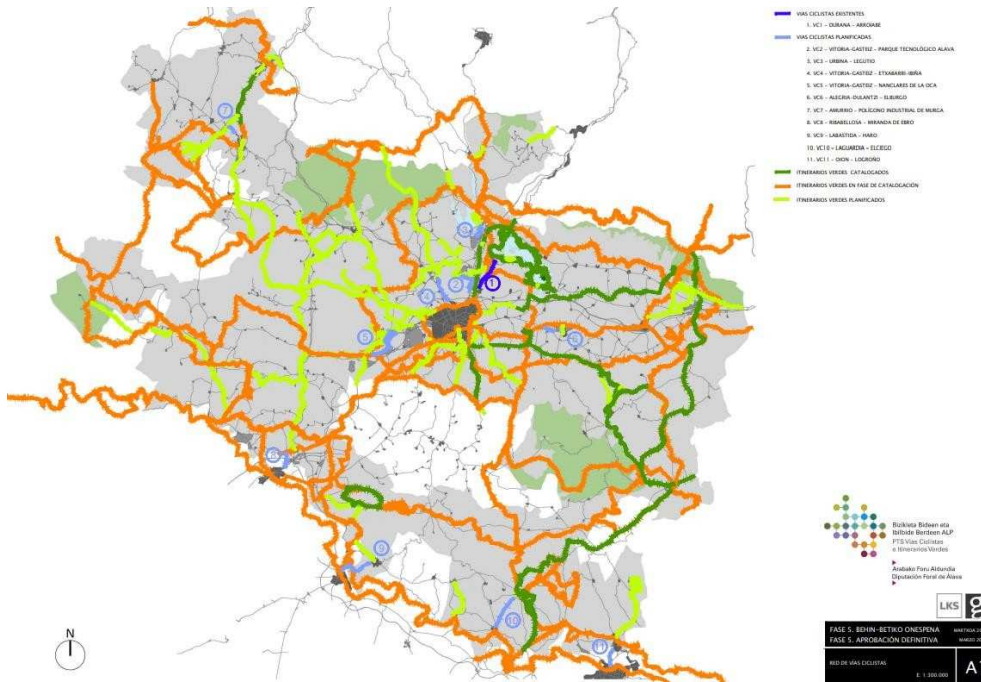 VIAS CICLISTAS EXISTENTES
1. VC1 - DURANA - ARROIABE
VIAS CICLISTAS PLANIFICADAS
2. VC2 - VITORIA-GASTEIZ - PARQUE TECNOLÓGICO ALAVA
3. VC3 - URBINA - LEGUTIO
4. VC4 - VITORIA-GASTEIZ - ETXABARRI-IBIÑA
5. VC5 - VITORIA-GASTEIZ - NANCLARES DE LA OCA
6. VC6 - ALEGRIA-DULANTZI - ELBURGO
7. VC7 - AMURRIO - POLÍGONO INDUSTRIAL DE MURGA
8. VC8 - RIBABELLOSA - MIRANDA DE EBRO
9. VC9 - LABASTIDA - HARO
10. VC10 - LAGUARDIA - ELCIEGO
11. VC11 - OION - LOGROÑO
ITINERARIOS VERDES CATALOGADOS
ITINERARIOS VERDES EN FASE DE CATALOGACIÓN
ITINERARIOS VERDES PLANIFICADOS
7
3
2
1
4
5
6
8
9
10
11
N
Bizikleta Bideen eta
Ibilbide Berdeen ALP
PTS Vías Ciclistas
e Itinerarios Verdes
Arabako Foru Aldundia
Diputación Foral de Álava
LKS
g
FASE 5. BEHIN-BETIKO ONESPENA
FASE 5. APROBACIÓN DEFINITIVA MARZO
RED DE VÍAS CICLISTAS
E. 1:300.000
A